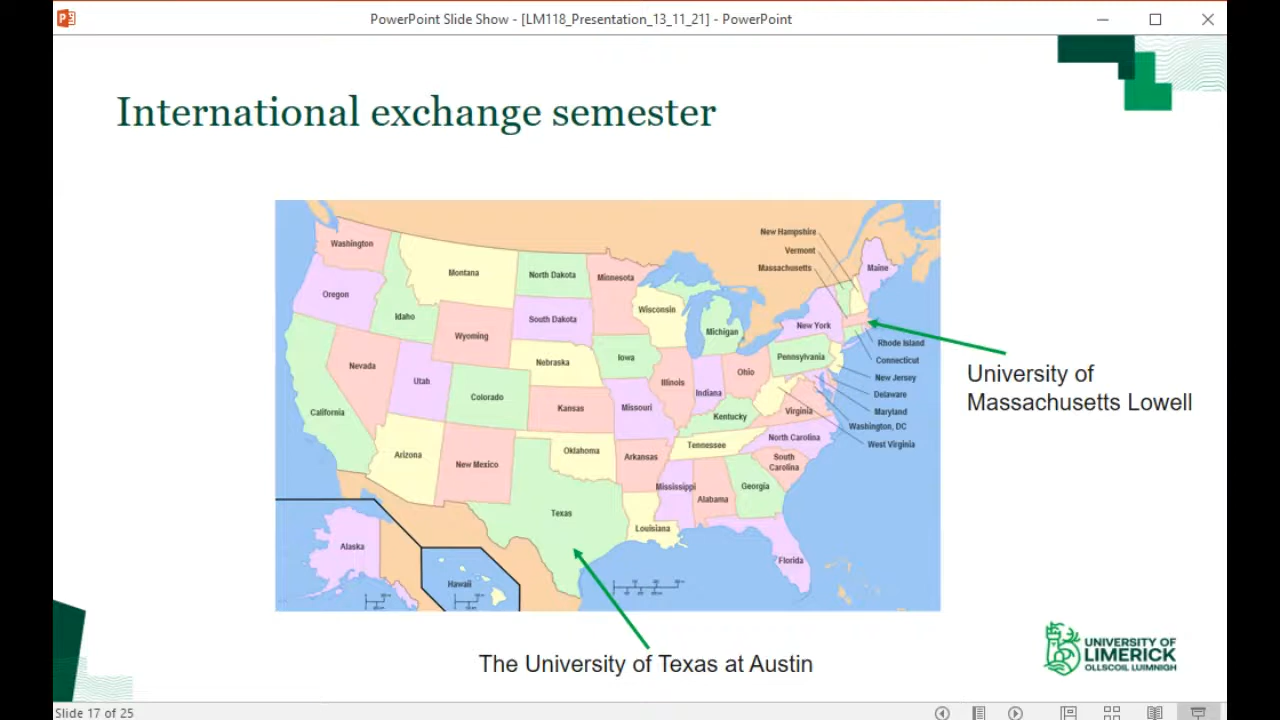 PowerPoint Slide Show - [LM118_Presentation_13_11_21] - PowerPoint
International exchange semester
New Hampshire
Vermont
Massachusetts
Washington
Montana
North Dakota
Minnesota
Maine
Oregon
Idaho
Wyoming
South Dakota
Wisconsin
Michigan
New York
Rhode Island
Connecticut
New Jersey
Delaware
Maryland
Washington, DC
West Virginia
Nevada
Utah
Colorado
Nebraska
Iowa
Illinois
Indiana
Ohio
Pennsylvania
California
Kansas
Missouri
Kentucky
Virginia
Arizona
New Mexico
Oklahoma
Arkansas
Tennessee
North Carolina
South
Carolina
Texas
Louisiana
Mississippi
Alabama
Georgia
Florida
Alaska
Hawaii
University of
Massachusetts Lowell
The University of Texas at Austin
UNIVERSITY OF
LIMERICK
OLLSCOIL LUIMNIGH
Slide 17 of 25